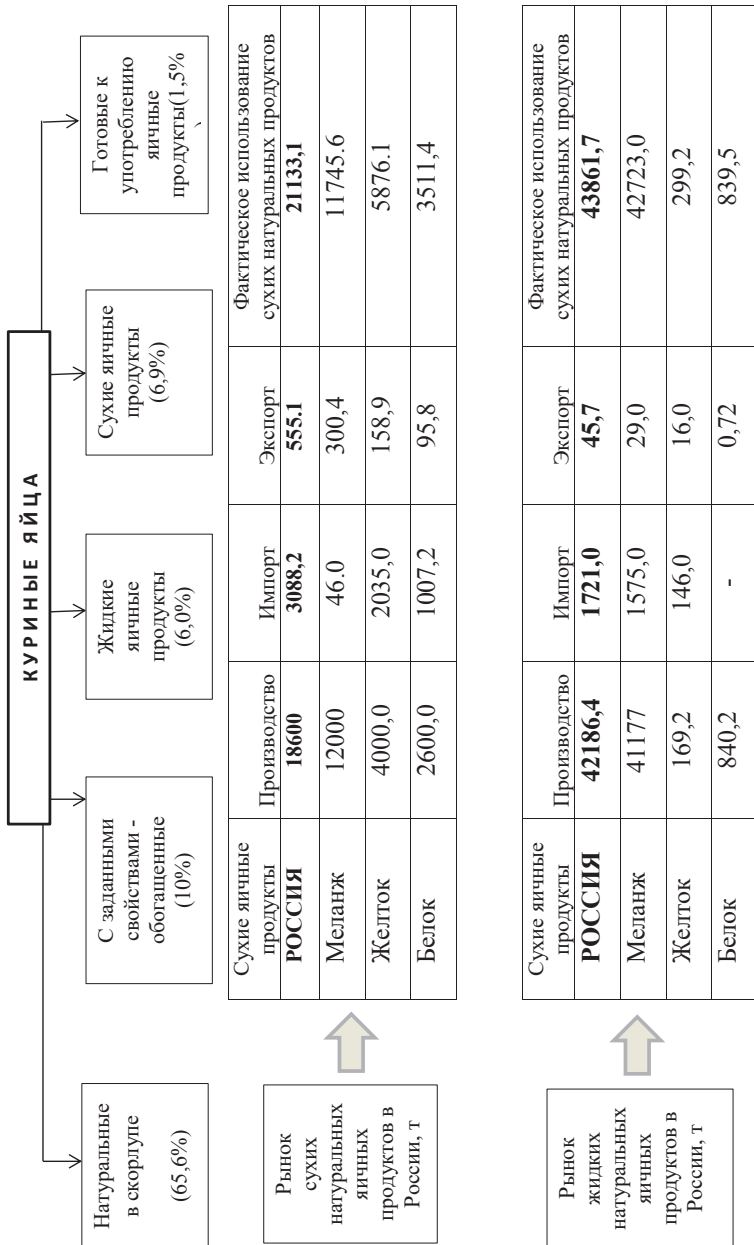 КУРИНЫЕ ЯЙЦА
Натуральные
в скорлупе
(65,6%)
С заданными
свойствами -
обогащенные
(10%)
Жидкие
яичные
продукты
(6,0%)
Сухие яичные
продукты
(6,9%)
Готовые к
употреблению
яичные
продукты(1,5%
Рынок
сухих
натуральных
яичных
продуктов в
России, т
Сухие яичные продукты Производство Импорт Экспорт Фактическое использование сухих натуральных продуктов
РОССИЯ 18600 3088,2 555.1 21133,1
Меланж 12000 46.0 300,4 11745.6
Желток 4000,0 2035,0 158,9 5876.1
Белок 2600,0 1007,2 95,8 3511,4
Рынок
жидких
натуральных
яичных
продуктов в
России, т
Сухие яичные продукты Производство Импорт Экспорт Фактическое использование сухих натуральных продуктов
РОССИЯ 42186,4 1721,0 45,7 43861,7
Меланж 41177 1575,0 29,0 42723,0
Желток 169,2 146,0 16,0 299,2
Белок 840,2 - 0,72 839,5